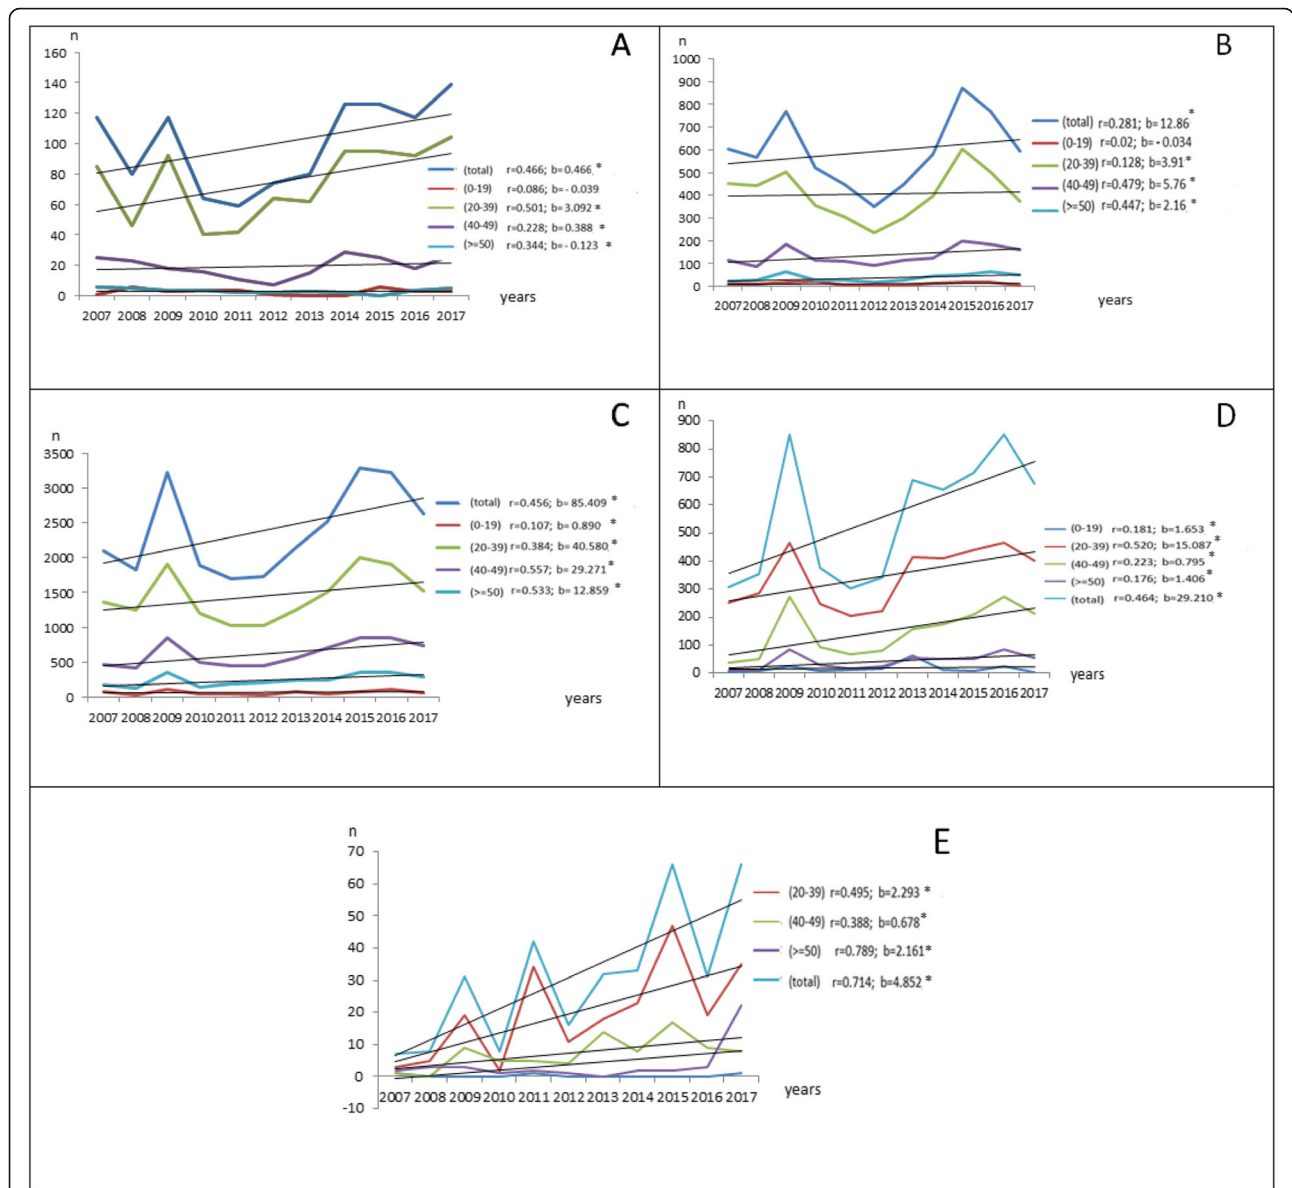 A
n
160
140
120
100
80
60
40
20
0
2007 2008 2009 2010 2011 2012 2013 2014 2015 2016 2017
years
(total) r=0.466; b=0.466 *
(0-19) r=0.086; b=-0.039
(20-39) r=0.501; b=3.092 *
(40-49) r=0.228; b=0.388 *
(>=50) r=0.344; b=-0.123 *
B
n
1000
900
800
700
600
500
400
300
200
100
0
2007 2008 2009 2010 2011 2012 2013 2014 2015 2016 2017
years
(total) r=0.281; b=12.86 *
(0-19) r=0.02; b=-0.034
(20-39) r=0.128; b=3.91 *
(40-49) r=0.479; b=5.76 *
(>=50) r=0.447; b=2.16 *
C
n
3500
3000
2500
2000
1500
1000
500
0
2007 2008 2009 2010 2011 2012 2013 2014 2015 2016 2017
years
(total) r=0.456; b=85.409 *
(0-19) r=0.107; b=0.890 *
(20-39) r=0.384; b=40.580 *
(40-49) r=0.557; b=29.271 *
(>=50) r=0.533; b=12.859 *
D
n
900
800
700
600
500
400
300
200
100
0
2007 2008 2009 2010 2011 2012 2013 2014 2015 2016 2017
years
(0-19) r=0.181; b=1.653 *
(20-39) r=0.520; b=15.087 *
(40-49) r=0.223; b=0.795 *
(>=50) r=0.176; b=1.406 *
(total) r=0.464; b=29.210 *
E
n
70
60
50
40
30
20
10
0
-10
2007 2008 2009 2010 2011 2012 2013 2014 2015 2016 2017
years
(20-39) r=0.495; b=2.293 *
(40-49) r=0.388; b=0.678 *
(>=50) r=0.789; b=2.161 *
(total) r=0.714; b=4.852 *